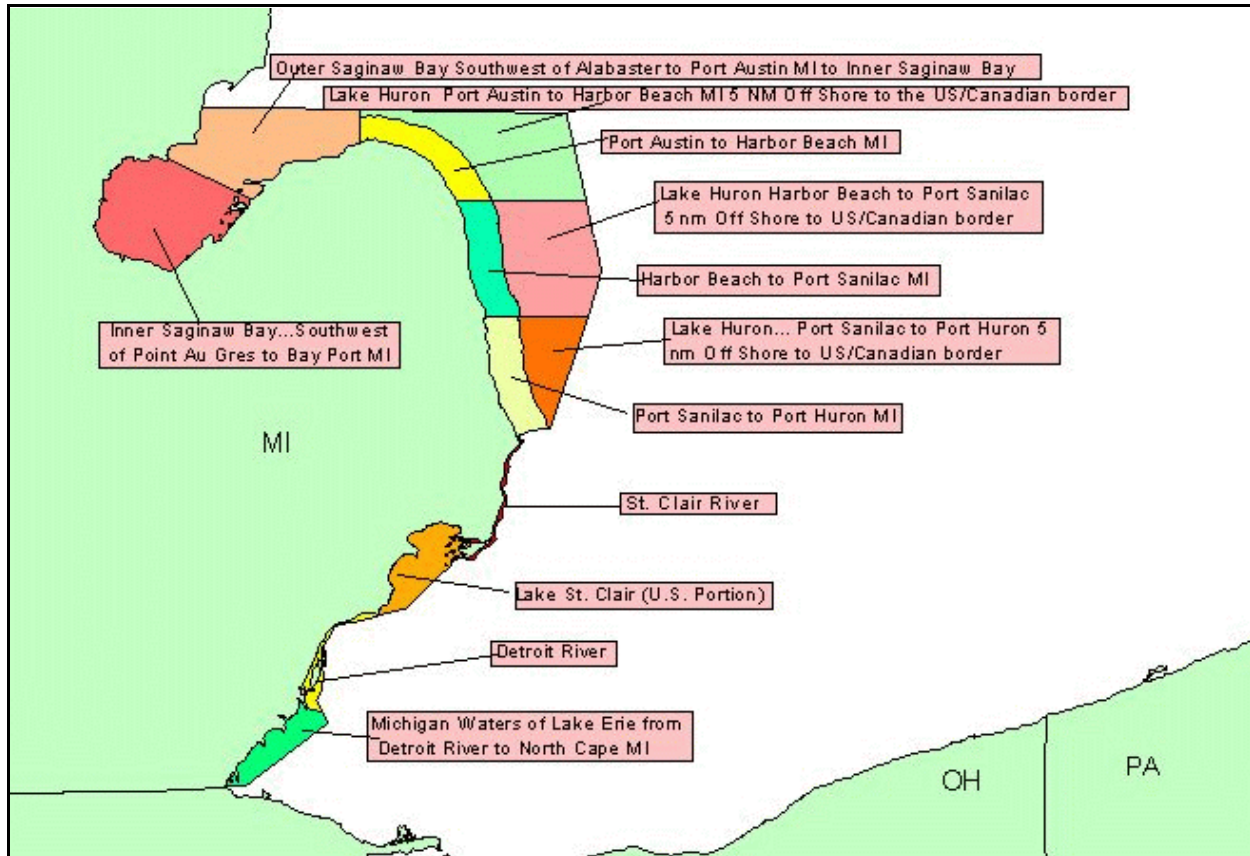 Outer Saginaw Bay Southwest of Alabaster to Port Austin MI to Inner Saginaw Bay
Lake Huron Port Austin to Harbor Beach MI 5 NM Off Shore to the US/Canadian border
Port Austin to Harbor Beach MI
Lake Huron Harbor Beach to Port Sanilac
5 nm Off Shore to US/Canadian border
Harbor Beach to Port Sanilac MI
Inner Saginaw Bay...Southwest
of Point Au Gres to Bay Port MI
Lake Huron... Port Sanilac to Port Huron 5
nm Off Shore to US/Canadian border
Port Sanilac to Port Huron MI
MI
St. Clair River
Lake St. Clair (U.S. Portion)
Detroit River
Michigan Waters of Lake Erie from
Detroit River to North Cape MI
OH
PA